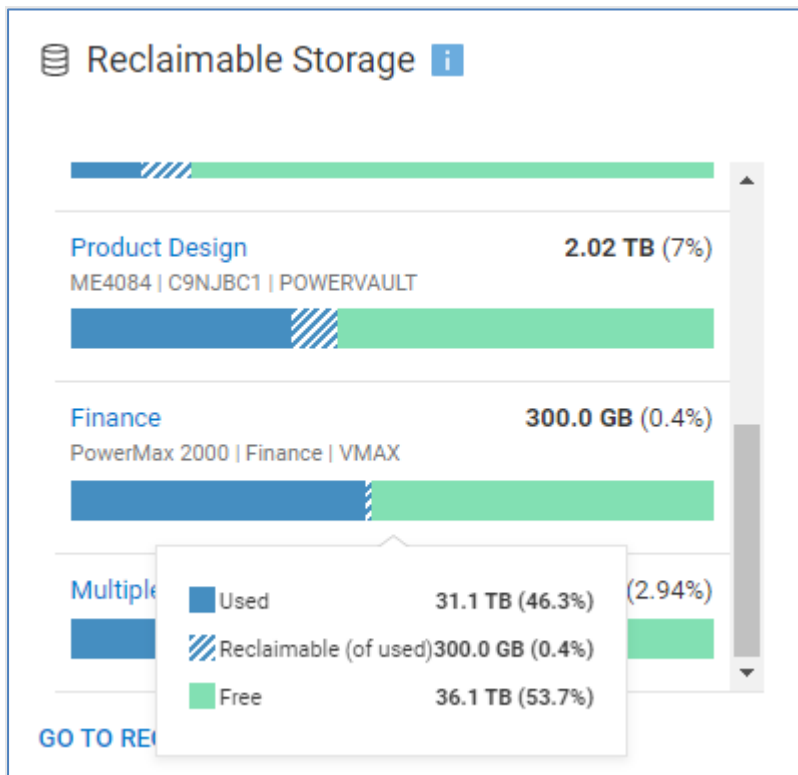 Reclaimable Storage i
Product Design 2.02 TB (7%)
ME4084 | C9NJBC1 | POWERVAULT
Finance 300.0 GB (0.4%)
PowerMax 2000 | Finance | VMAX
Multiple (2.94%)
Used 31.1 TB (46.3%)
Reclaimable (of used)300.0 GB (0.4%)
Free 36.1 TB (53.7%)
GO TO REC